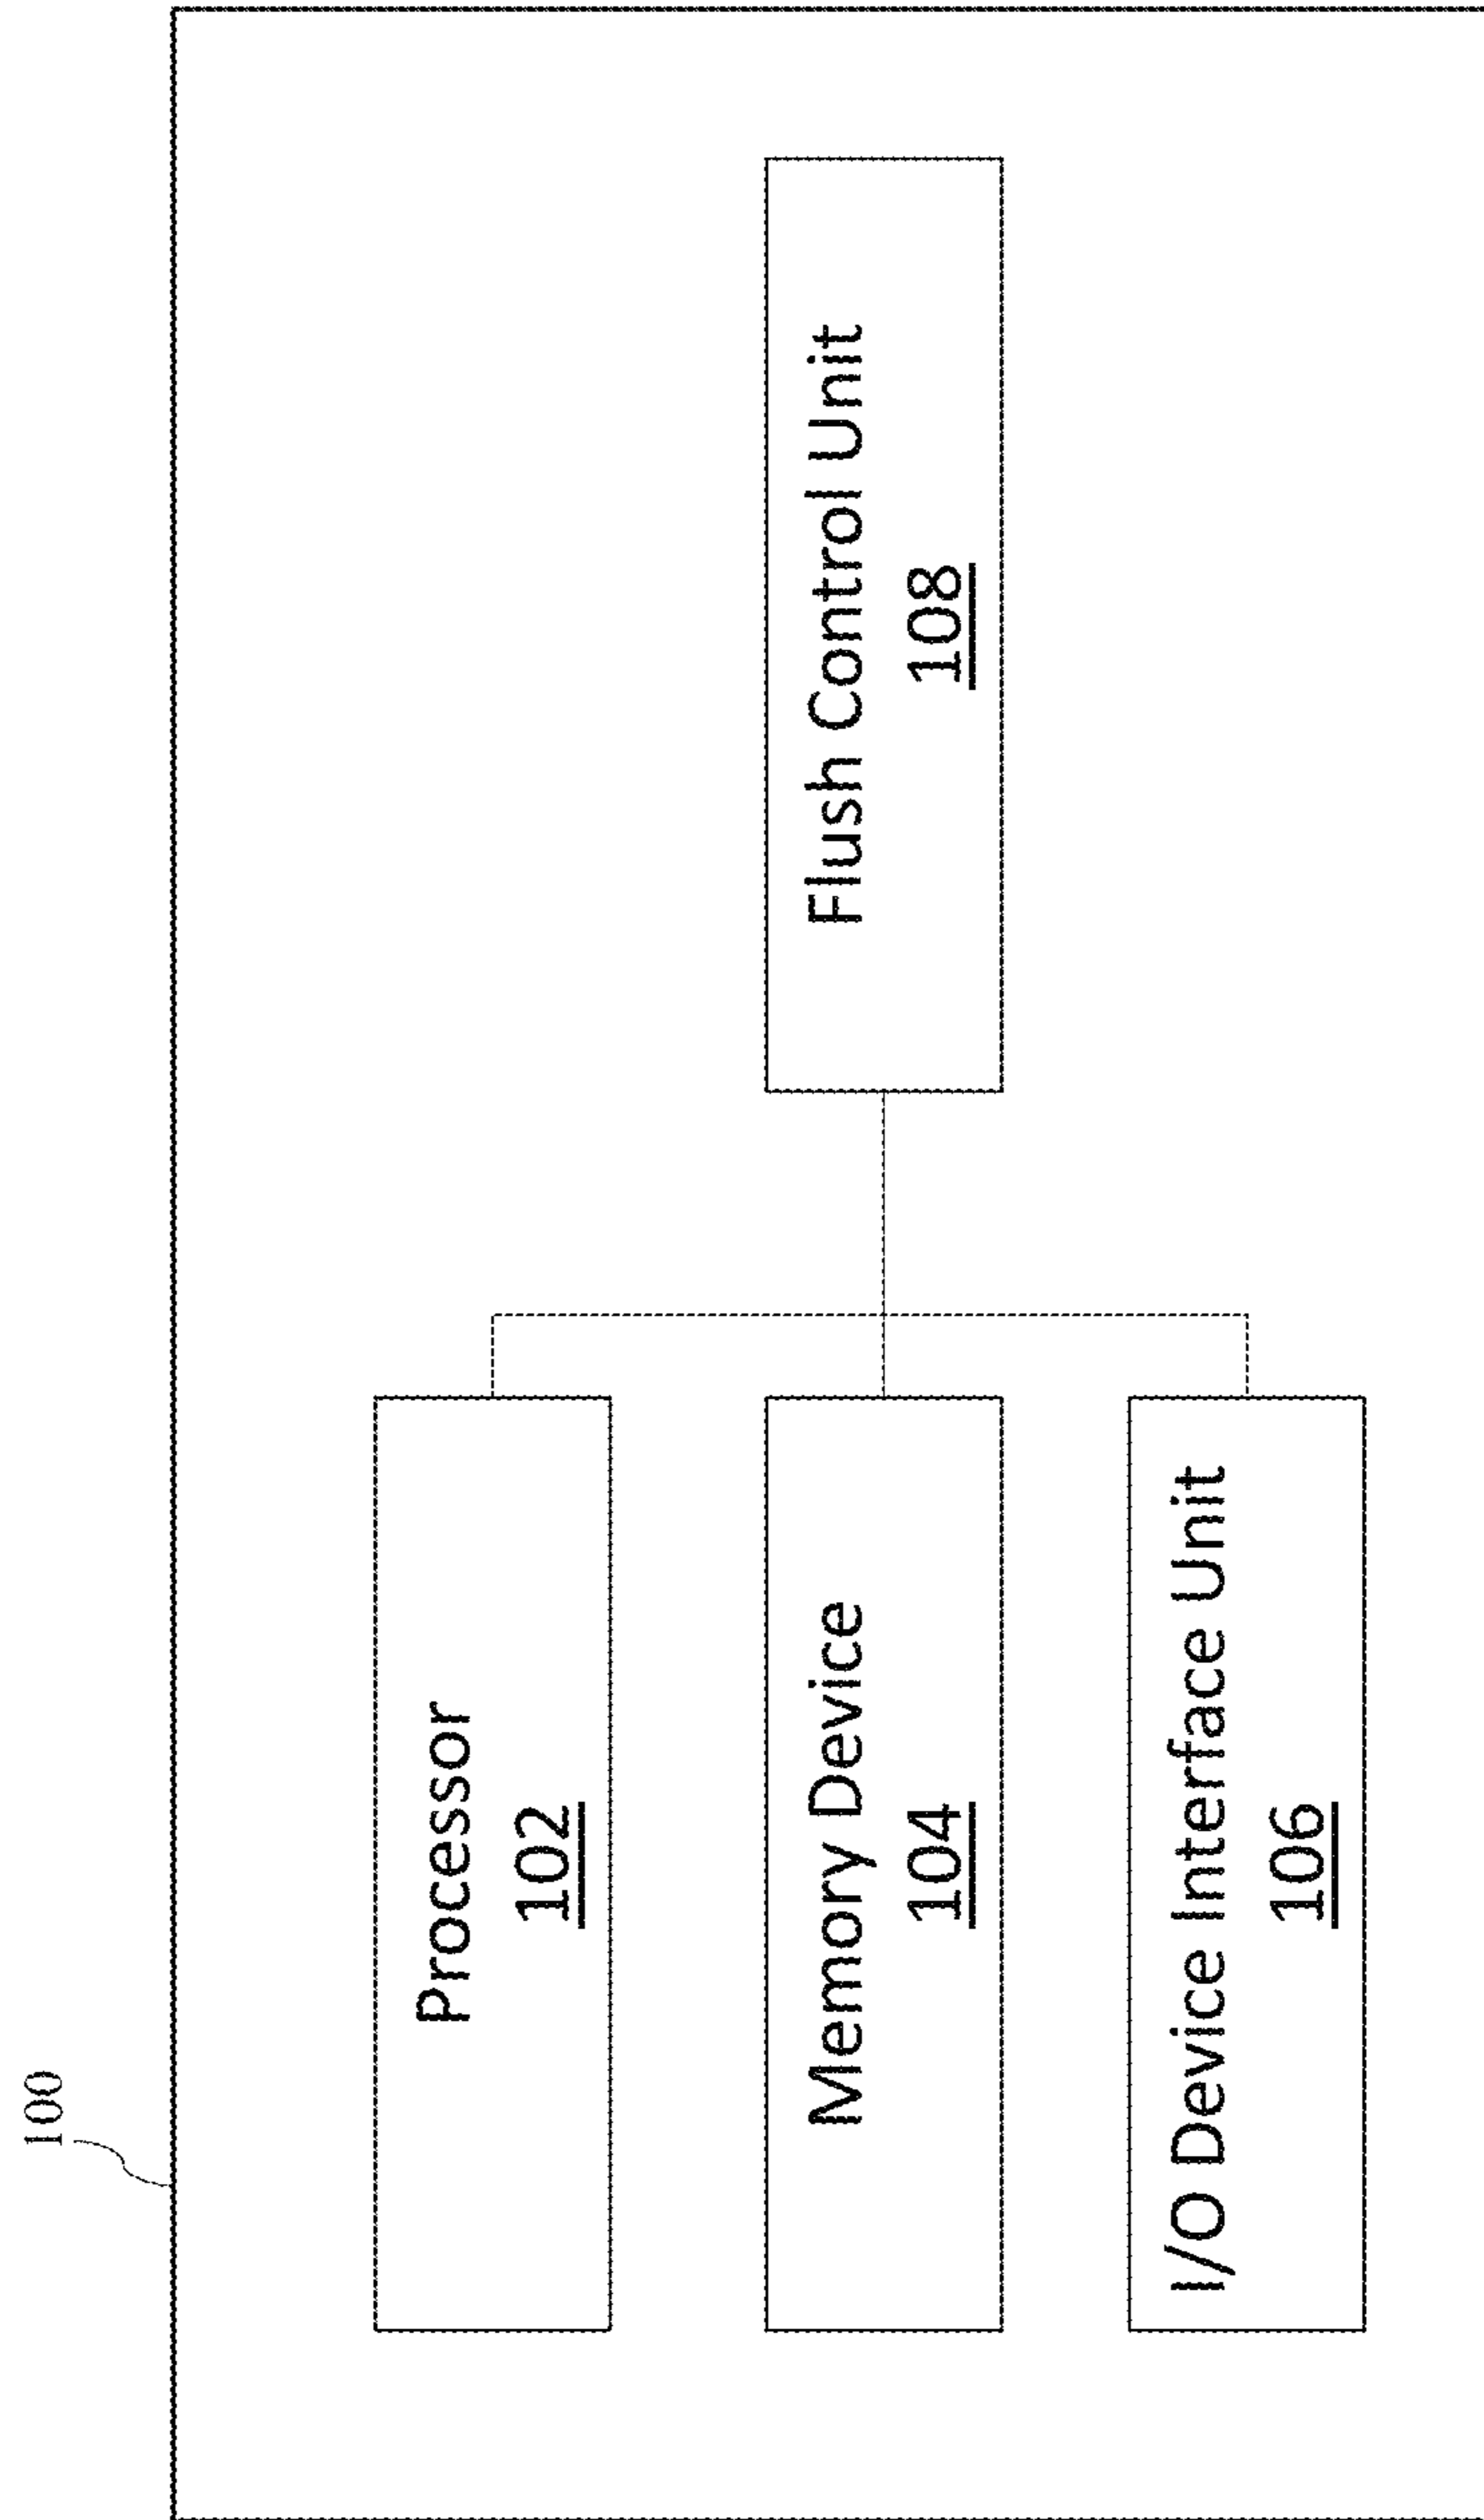 100
Processor
102
Memory Device
104
I/O Device Interface Unit
106
Flush Control Unit
108